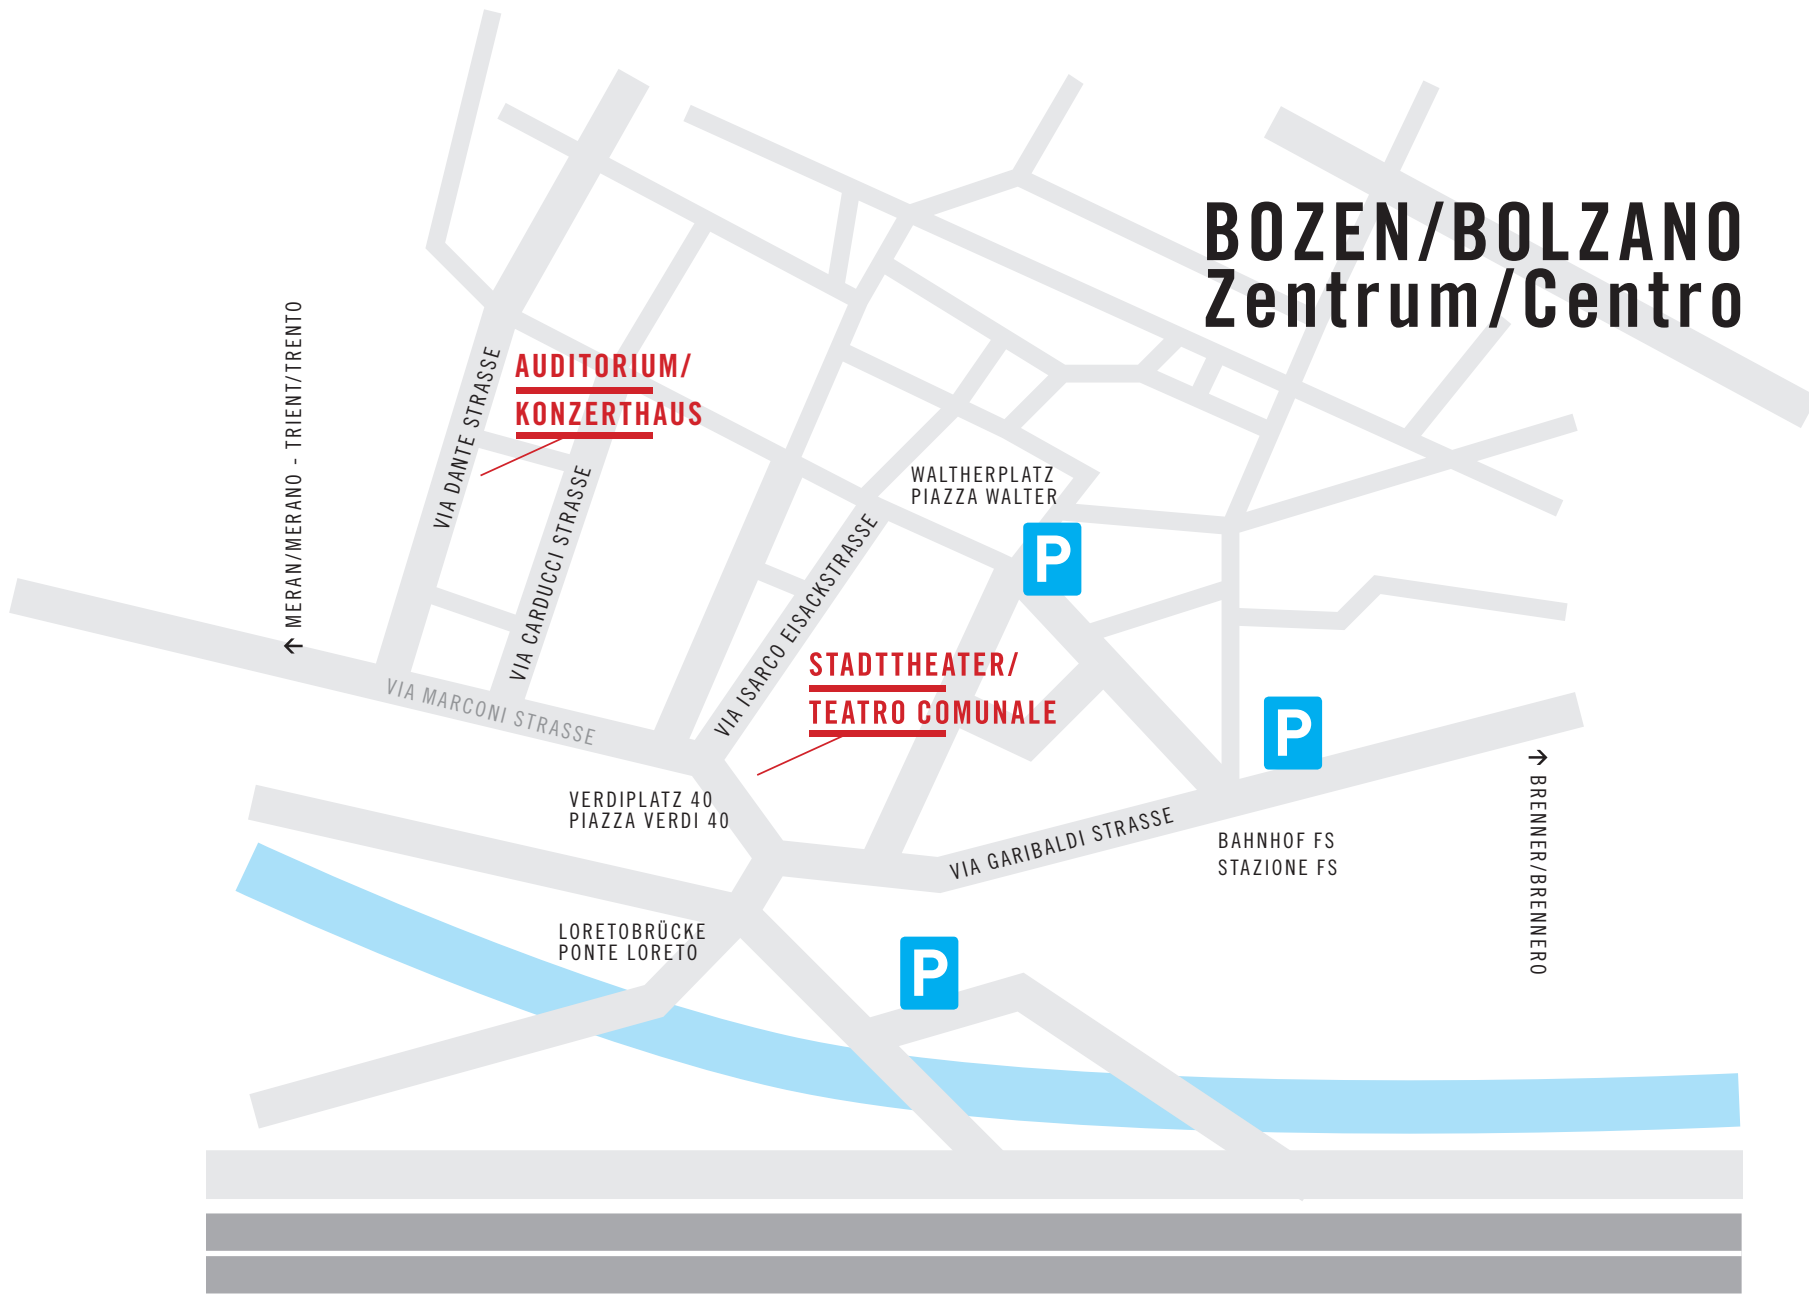 BOZEN/BOLZANO
Zentrum/Centro
← MERAN/MERANO - TRIENT/TRENTO
VIA DANTE STRASSE
AUDITORIUM/
KONZERTHAUS
VIA CARDUCCI STRASSE
WALTHERPLATZ
PIAZZA WALTER
P
VIA ISARCO EISACKSTRASSE
STADTTHEATER/
TEATRO COMUNALE
VIA MARCONI STRASSE
P
VERDIPLATZ 40
PIAZZA VERDI 40
VIA GARIBALDI STRASSE
BAHNHOF FS
STAZIONE FS
← BRENNER/BRENNERO
LORETOBRÜCKE
PONTE LORETO
P